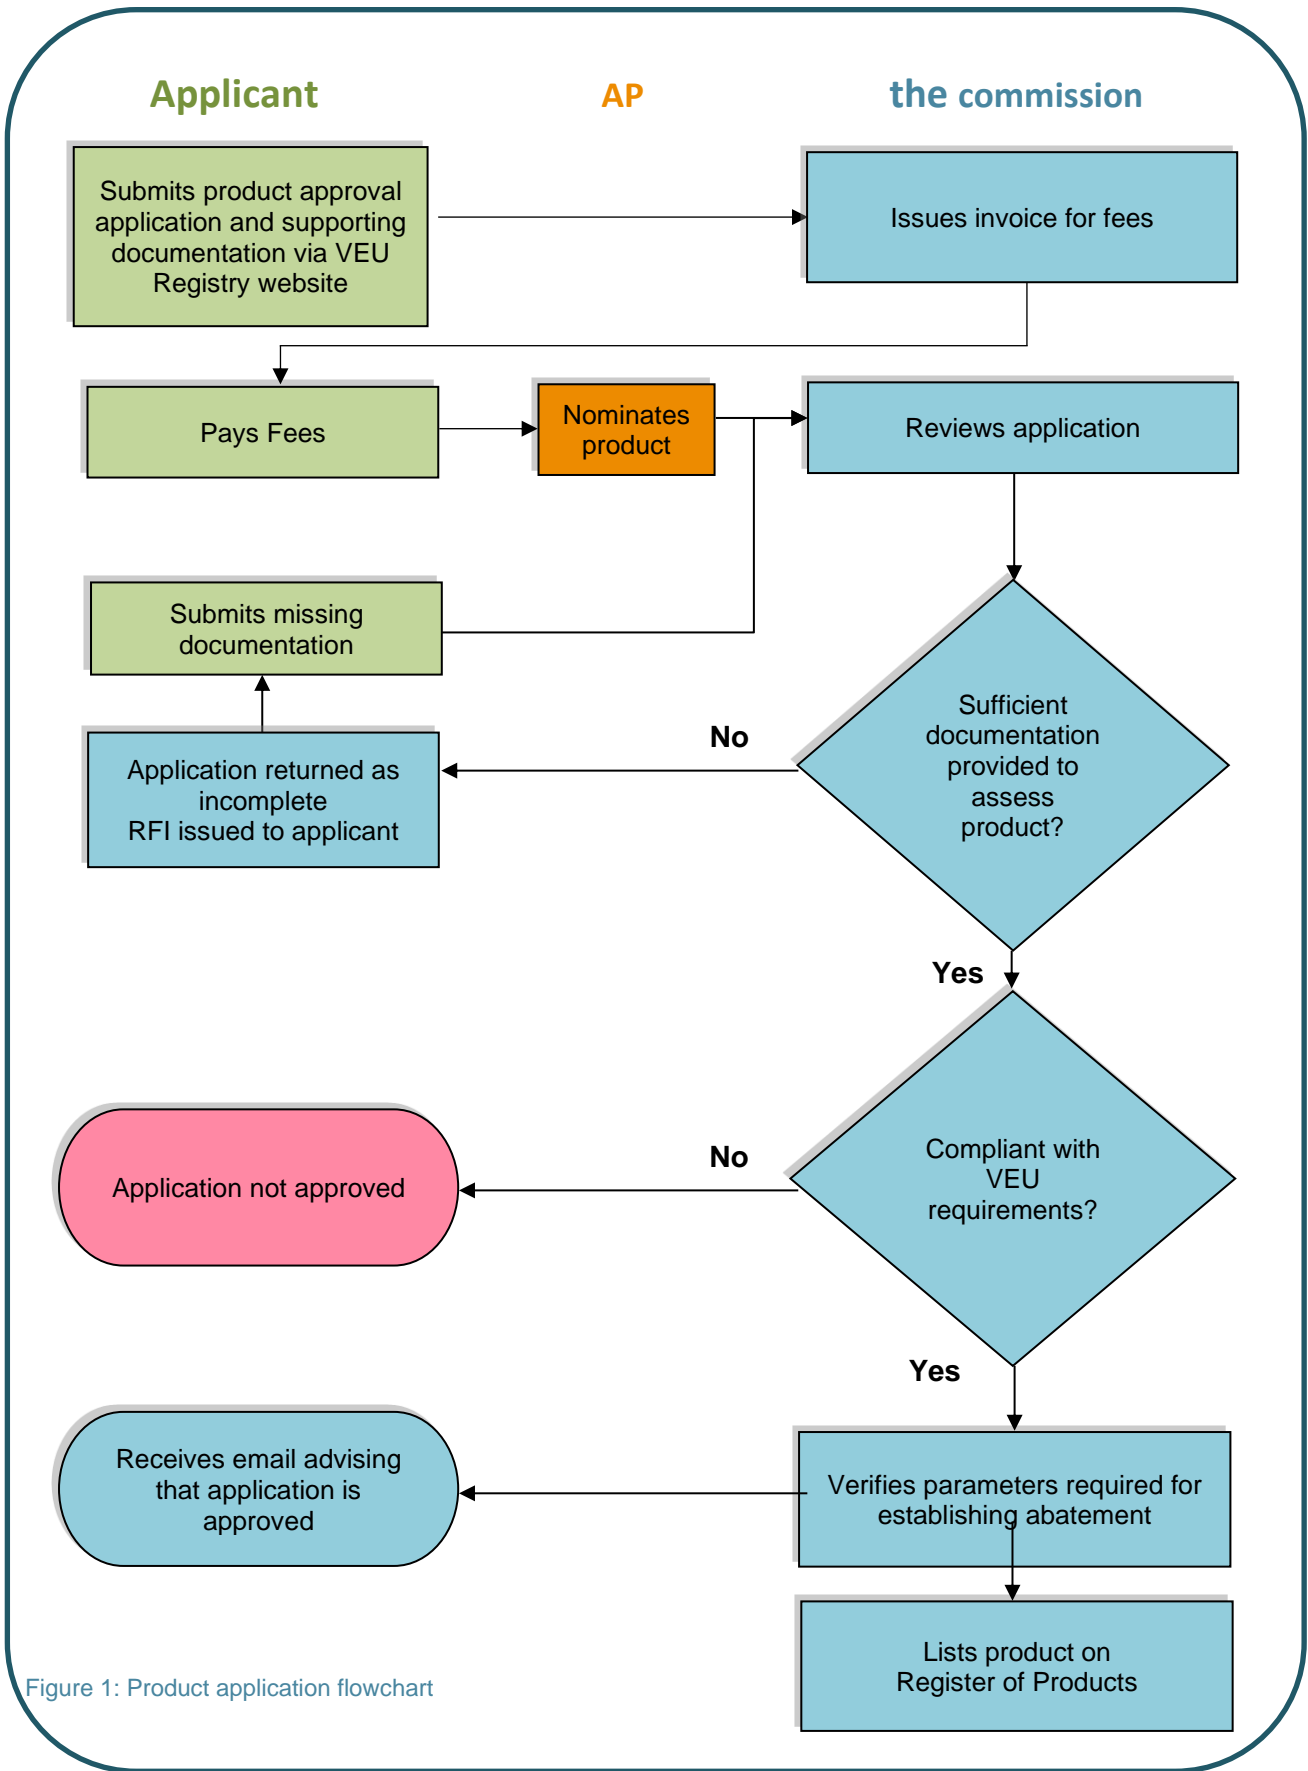 Applicant
AP
the commission
Submits product approval
application and supporting
documentation via VEU
Registry website
Issues invoice for fees
Pays Fees
Nominates
product
Reviews application
Submits missing
documentation
Sufficient
documentation
provided to
assess
product?
No
Application returned as
incomplete
RFI issued to applicant
Yes
Compliant with
VEU
requirements?
No
Application not approved
Yes
Receives email advising
that application is
approved
Verifies parameters required for
establishing abatement
Lists product on
Register of Products
Figure 1: Product application flowchart